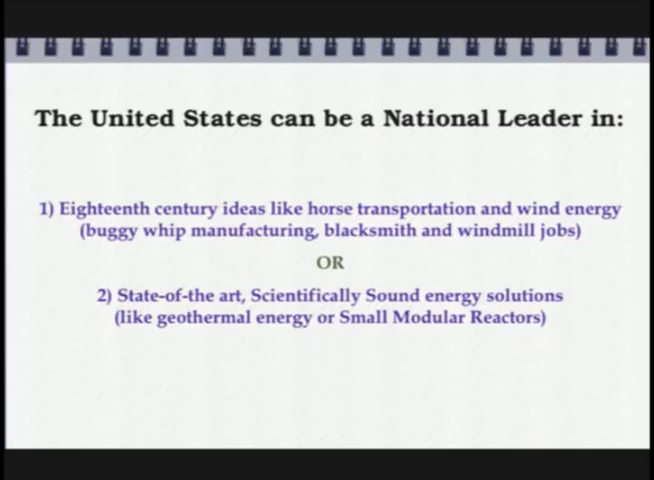 The United States can be a National Leader in:
1) Eighteenth century ideas like horse transportation and wind energy
(buggy whip manufacturing, blacksmith and windmill jobs)
OR
2) State-of-the art, Scientifically Sound energy solutions
(like geothermal energy or Small Modular Reactors)